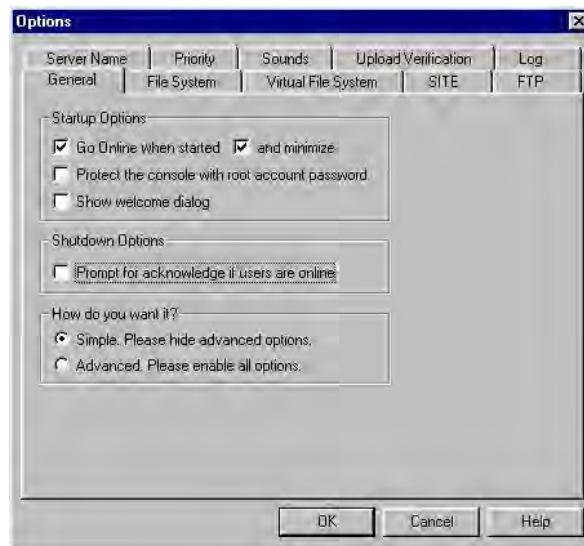 Options
Server Name Priority Sounds Upload Verification Log
General File System Virtual File System SITE FTP
Startup Options
Go Online when started and minimize
Protect the console with root account password
Show welcome dialog
Shutdown Options
Prompt for acknowledge if users are online
How do you want it?
Simple. Please hide advanced options.
Advanced. Please enable all options.
OK Cancel Help